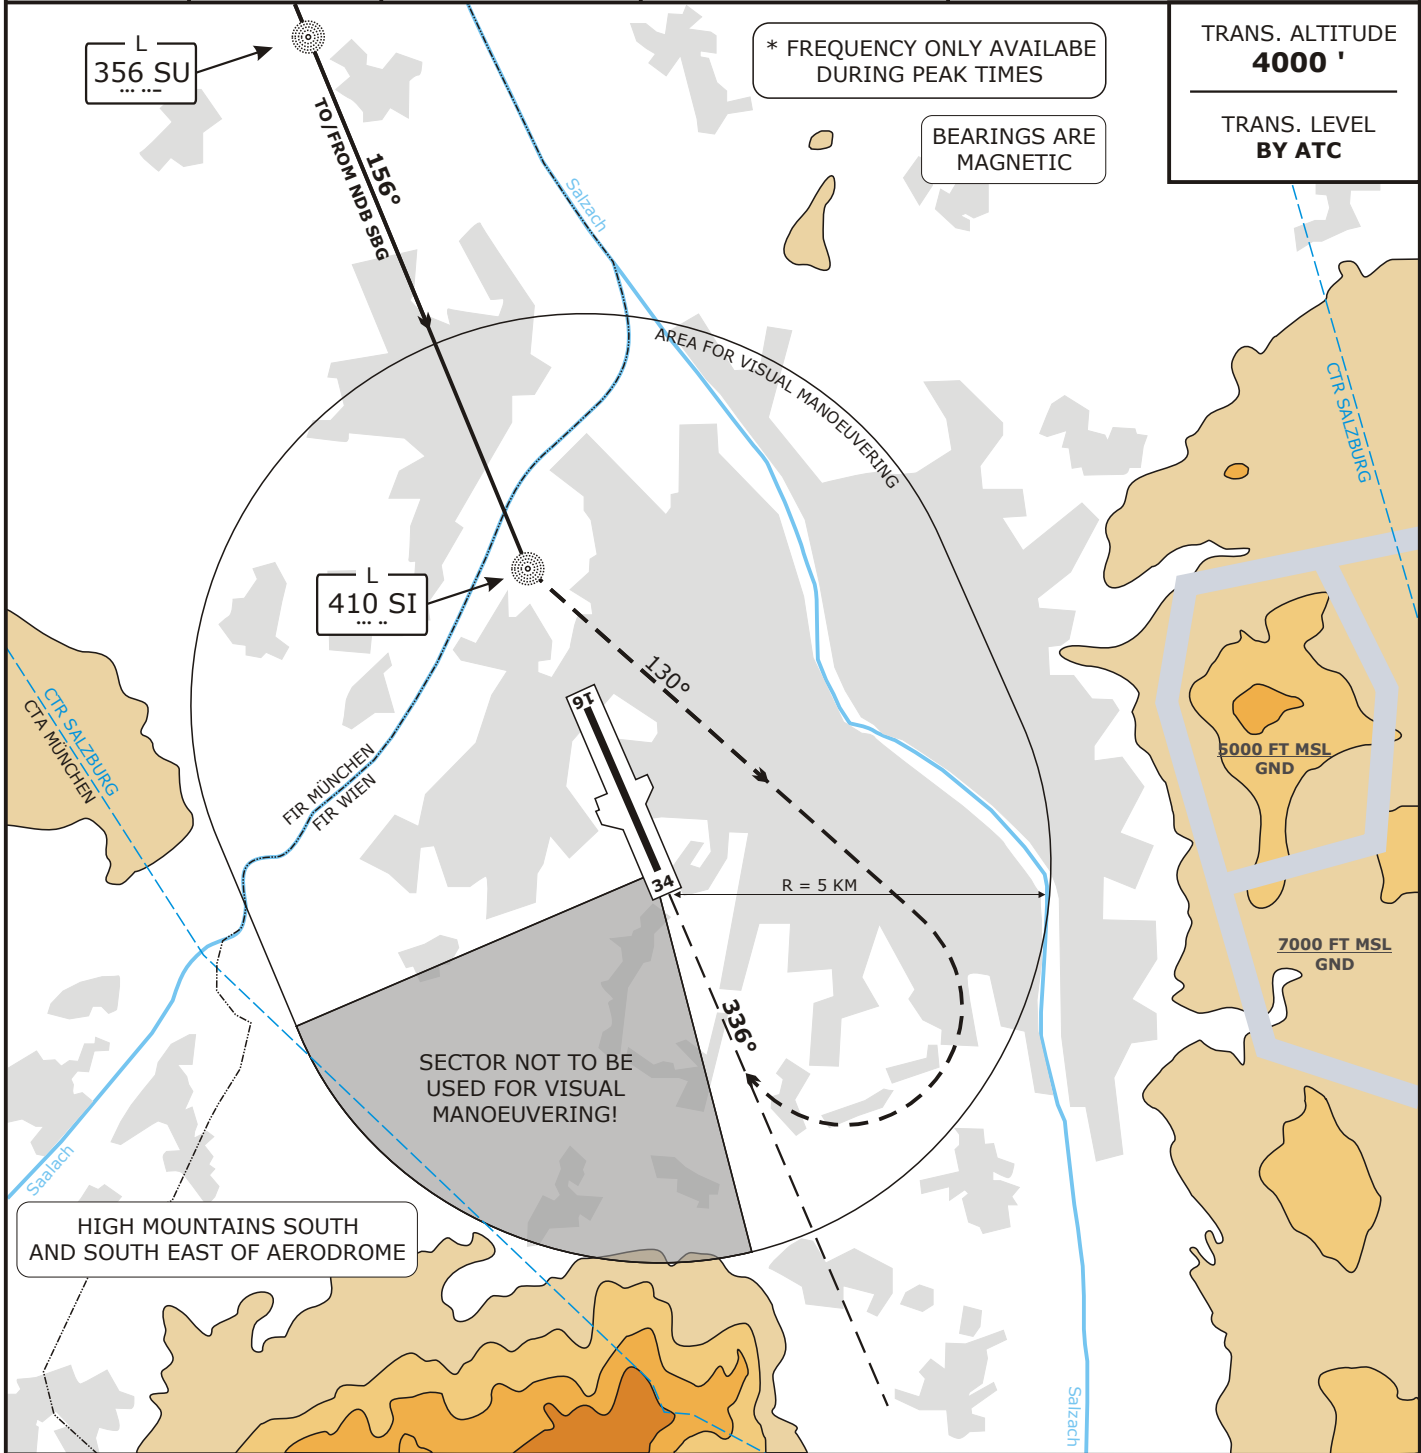 L
356 SU
* FREQUENCY ONLY AVAILABE
DURING PEAK TIMES
TRANS. ALTITUDE
4000 '
TRANS. LEVEL
BY ATC
BEARINGS ARE
MAGNETIC
156°
TO/FROM NDB SBG
Salzach
AREA FOR VISUAL MANOEUVERING
CTR SALZBURG
L
410 SI
130°
16
CTR SALZBURG
CTA MÜNCHEN
FIR MÜNCHEN
FIR WIEN
5000 FT MSL
GND
34
R = 5 KM
7000 FT MSL
GND
336°
SECTOR NOT TO BE
USED FOR VISUAL
MANOEUVERING!
Saalach
HIGH MOUNTAINS SOUTH
AND SOUTH EAST OF AERODROME
Salzach